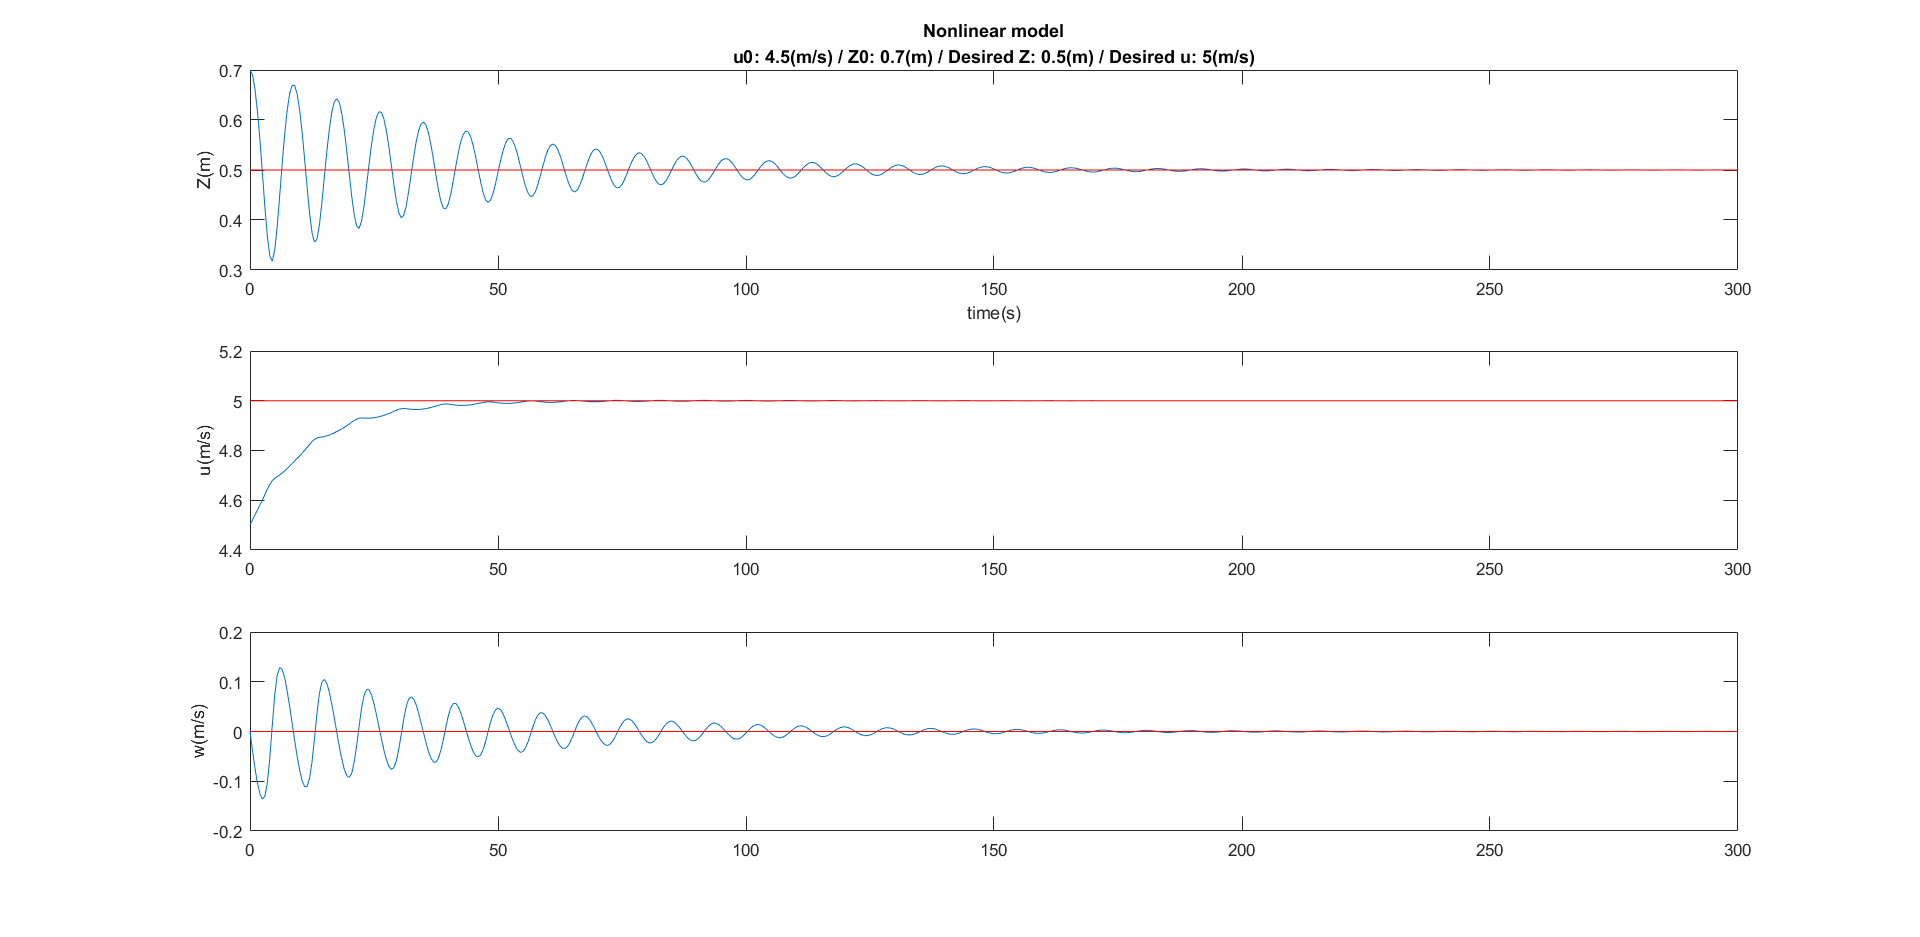 Nonlinear model
u0: 4.5(m/s) / Z0: 0.7(m) / Desired Z: 0.5(m) / Desired u: 5(m/s)
0.7
0.6
0.5
0.4
0.3
Z(m)
0 50 100 150 200 250 300
time(s)
5.2
5
4.8
4.6
4.4
u(m/s)
0 50 100 150 200 250 300
0.2
0.1
0
-0.1
-0.2
w(m/s)
0 50 100 150 200 250 300